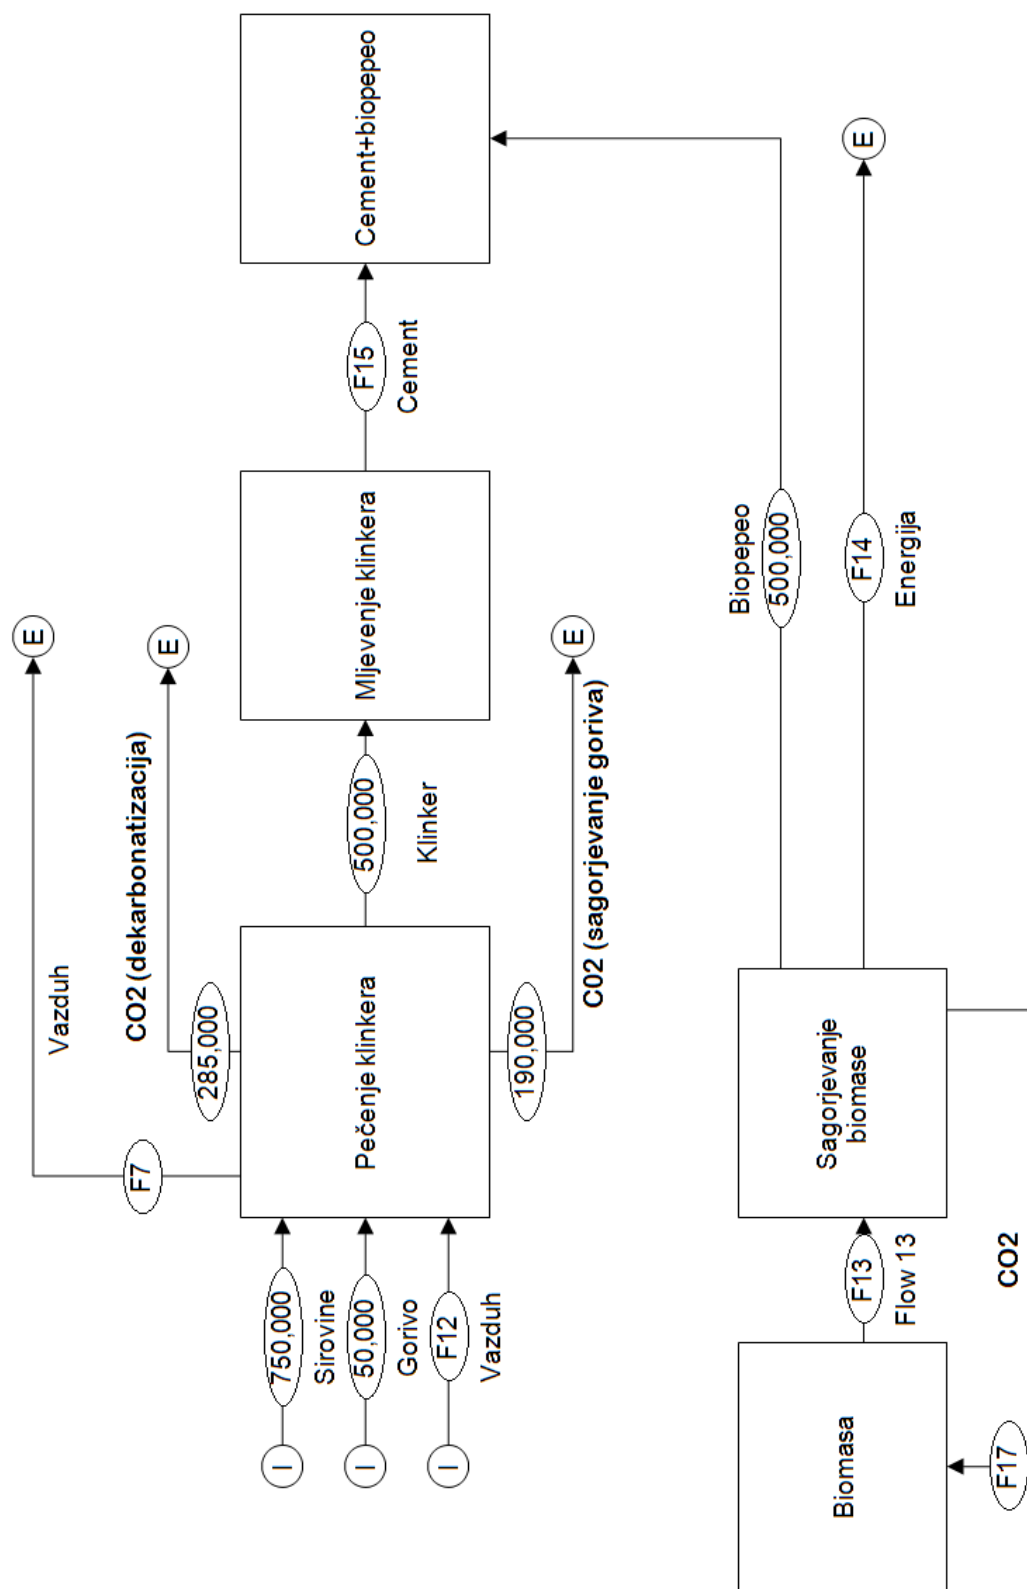 Vazduh
F7
E
CO2 (dekarbonizacija)
285,000
E
I
750,000
Sirovine
I
50,000
Gorivo
I
F12
Vazduh
Pečenje klinkera
500,000
Klinker
Mljevenje klinkera
F15
Cement
Cement+biopepeo
190,000
C02 (sagorjevanje goriva)
E
Biopepeo
500,000
F14
Energija
E
Biomasa
F13
Flow 13
Sagorjevanje
biomase
F17
CO2